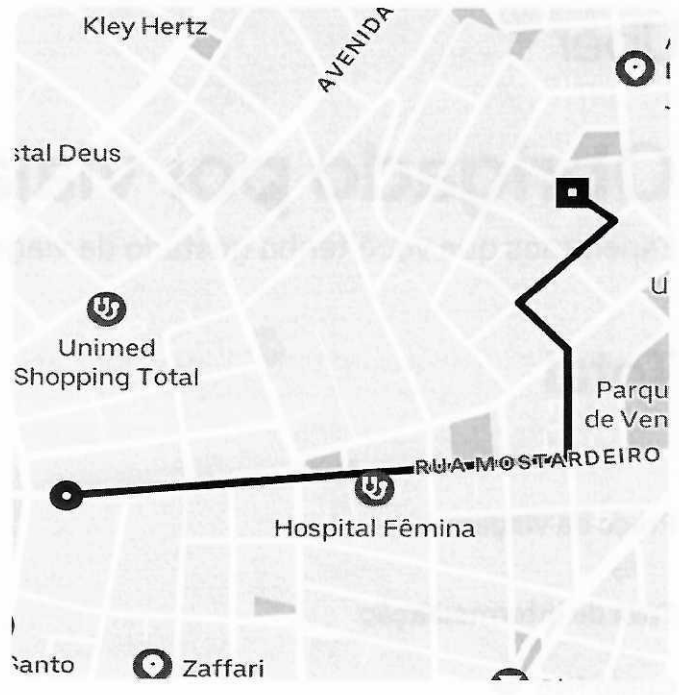 Kley Hertz
AVENIDA
stal Deus
Unimed
Shopping Total
U
Parqu
de Ven
RUA MOSTARDEIRO
Hospital Fêmina
Santo
Zaffari